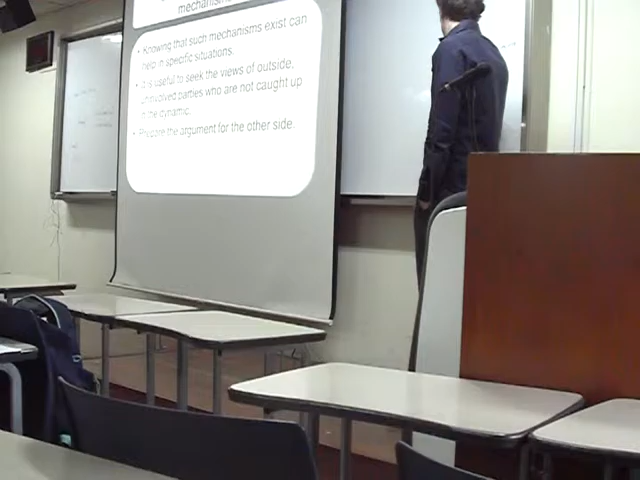 mechanisms
• Knowing that such mechanisms exist can
help in specific situations.
• It is useful to seek the views of outside,
uninvolved parties who are not caught up
in the dynamic.
• Prepare the argument for the other side.